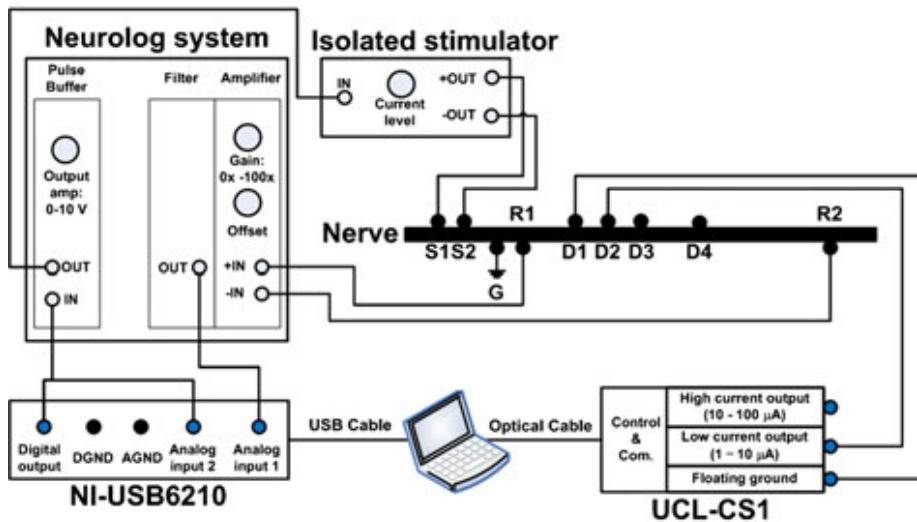 Neurolog system
Pulse
Buffer
Filter
Amplifier
Output
amp:
0-10 V
Gain:
0x -100x
Offset
OUT
IN
OUT
+IN
-IN
Isolated stimulator
IN
Current
level
+OUT
-OUT
Nerve
R1
R2
S1 S2
D1
D2
D3
D4
G
Digital
output
DGND
AGND
Analog
input 2
Analog
input 1
NI-USB6210
USB Cable
Optical Cable
Control
&
Com.
High current output
(10 - 100 µA)
Low current output
(1 – 10 µA)
Floating ground
UCL-CS1